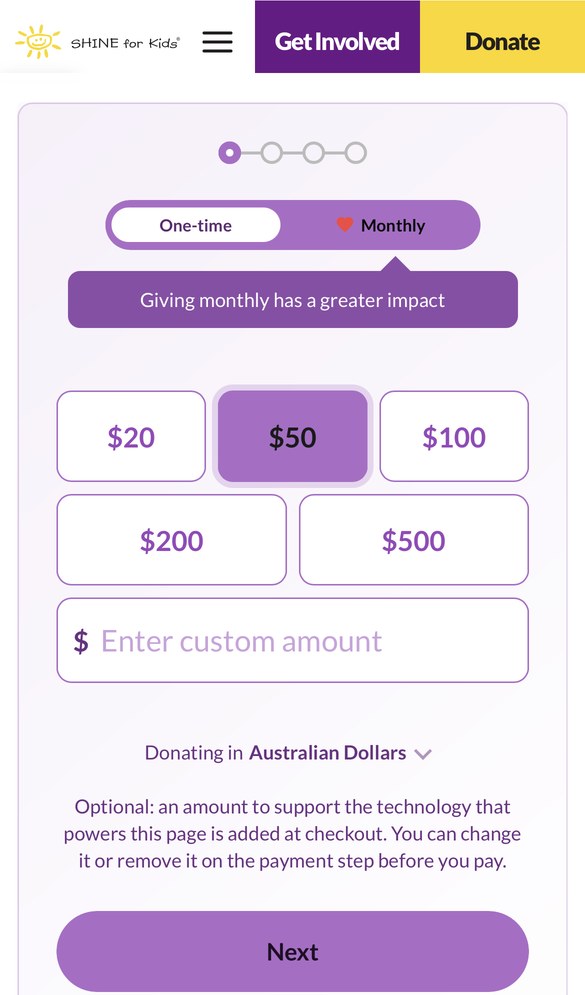 SHINE for Kids®
Get Involved
Donate
One-time
Monthly
Giving monthly has a greater impact
$20
$50
$100
$200
$500
$ Enter custom amount
Donating in Australian Dollars
Optional: an amount to support the technology that
powers this page is added at checkout. You can change
it or remove it on the payment step before you pay.
Next